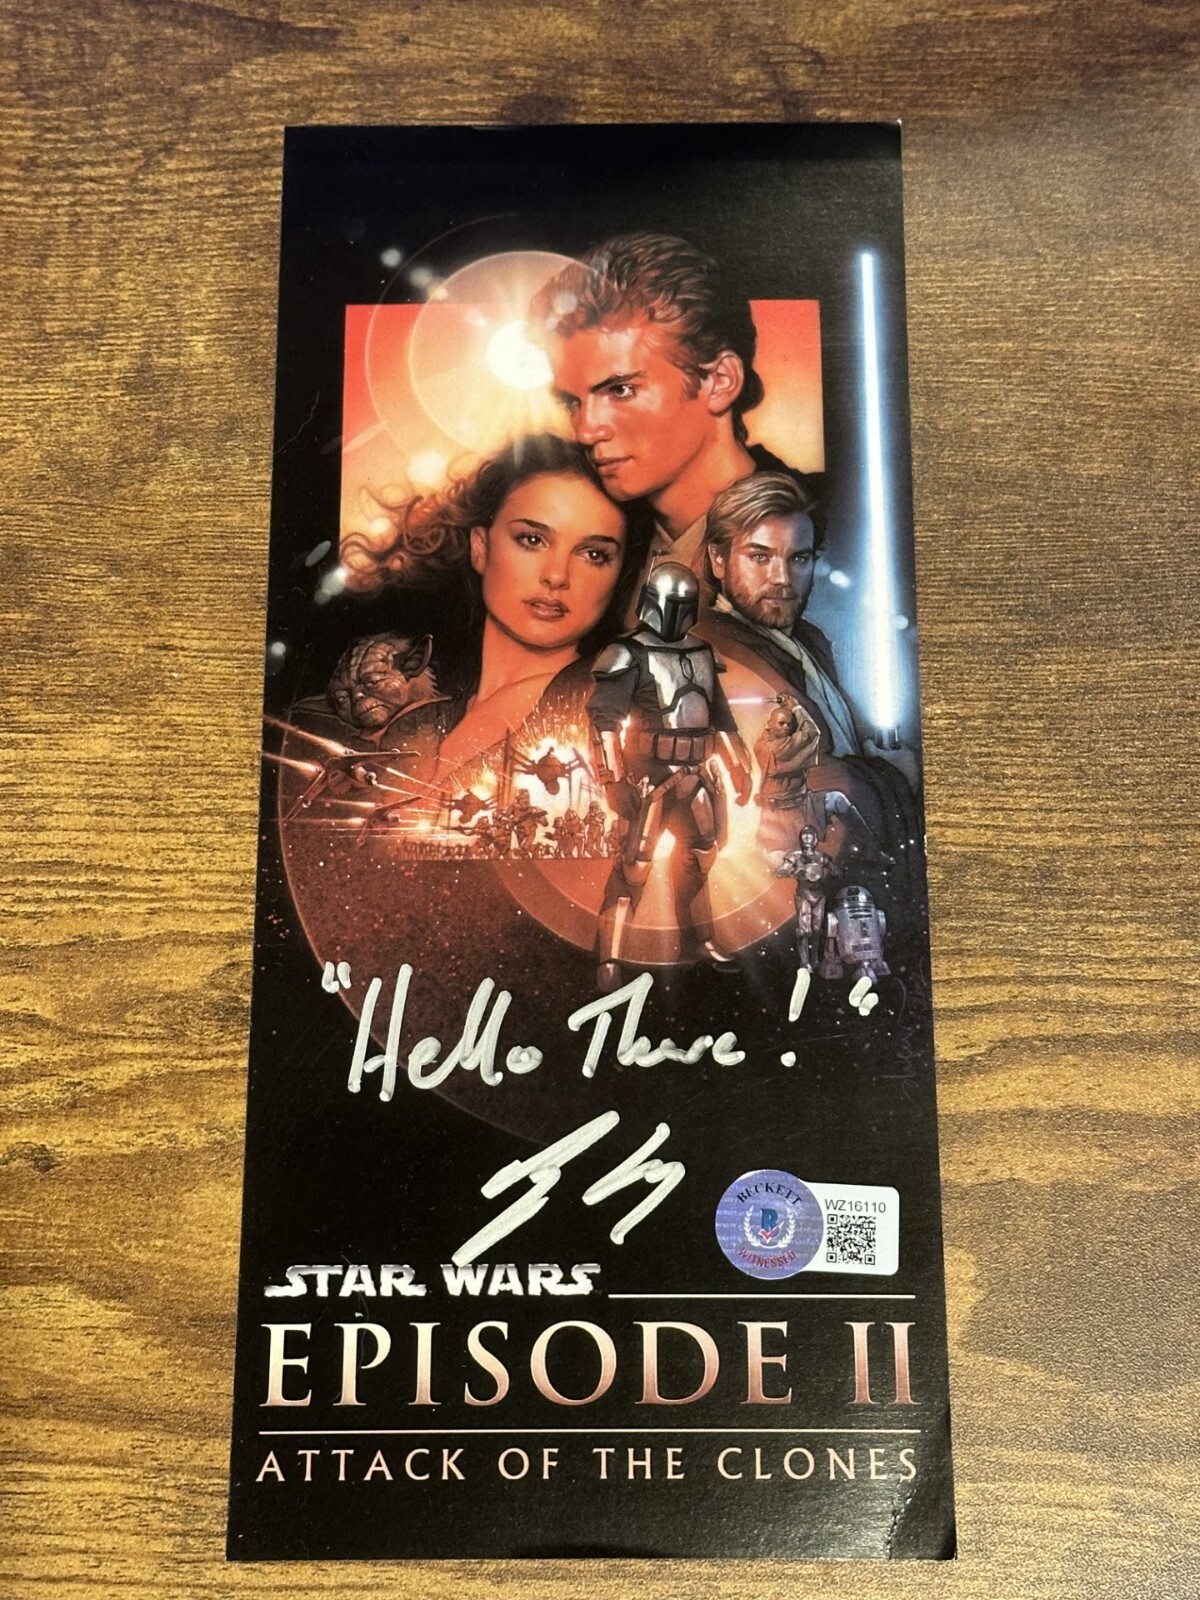 "Hello There!"
BECKETT
WITNESSED
WZ16110
STAR WARS
EPISODE II
ATTACK OF THE CLONES